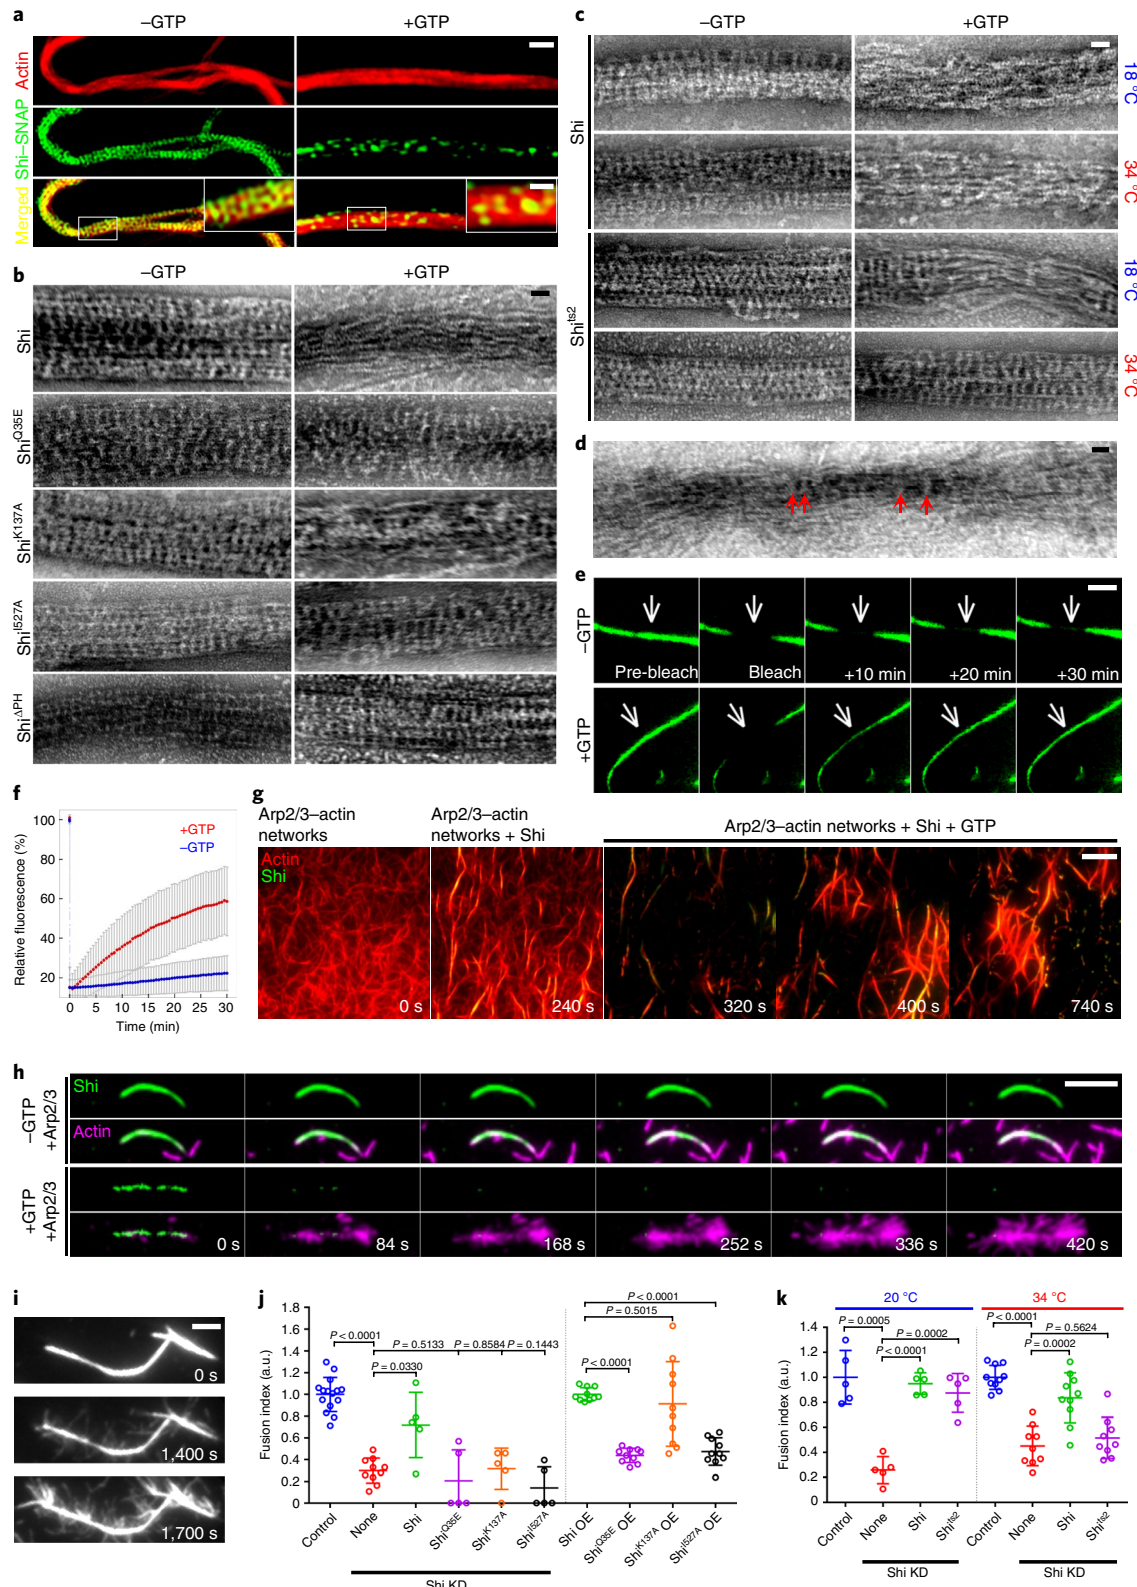 a
–GTP
+GTP
Actin
Shi–SNAP
Merged
b
–GTP
+GTP
Shi
Shi^Q35E
Shi^K137A
Shi^I527A
Shi^ΔPH
c
–GTP
+GTP
Shi
Shi^ts2
18 °C
34 °C
18 °C
34 °C
d
e
–GTP
Pre-bleach
Bleach
+10 min
+20 min
+30 min
+GTP
f
Relative fluorescence (%)
100
80
60
40
20
+GTP
–GTP
0
5
10
15
20
25
30
Time (min)
g
Arp2/3–actin
networks
Arp2/3–actin
networks + Shi
Arp2/3–actin networks + Shi + GTP
Actin
Shi
0 s
240 s
320 s
400 s
740 s
h
–GTP
+Arp2/3
Shi
Actin
+GTP
+Arp2/3
0 s
84 s
168 s
252 s
336 s
420 s
i
0 s
1,400 s
1,700 s
j
Fusion index (a.u.)
1.8
1.6
1.4
1.2
1.0
0.8
0.6
0.4
0.2
0
P < 0.0001
P = 0.0330
P = 0.5133
P = 0.8584
P = 0.1443
P < 0.0001
P = 0.5015
P < 0.0001
Control
None
Shi
Shi^Q35E
Shi^K137A
Shi^I527A
Shi OE
Shi^Q35E OE
Shi^K137A OE
Shi^I527A OE
Shi KD
k
20 °C
34 °C
Fusion index (a.u.)
1.4
1.2
1.0
0.8
0.6
0.4
0.2
0
P = 0.0005
P = 0.0002
P < 0.0001
P < 0.0001
P = 0.5624
P = 0.0002
Control
None
Shi
Shi^ts2
Control
None
Shi
Shi^ts2
Shi KD
Shi KD